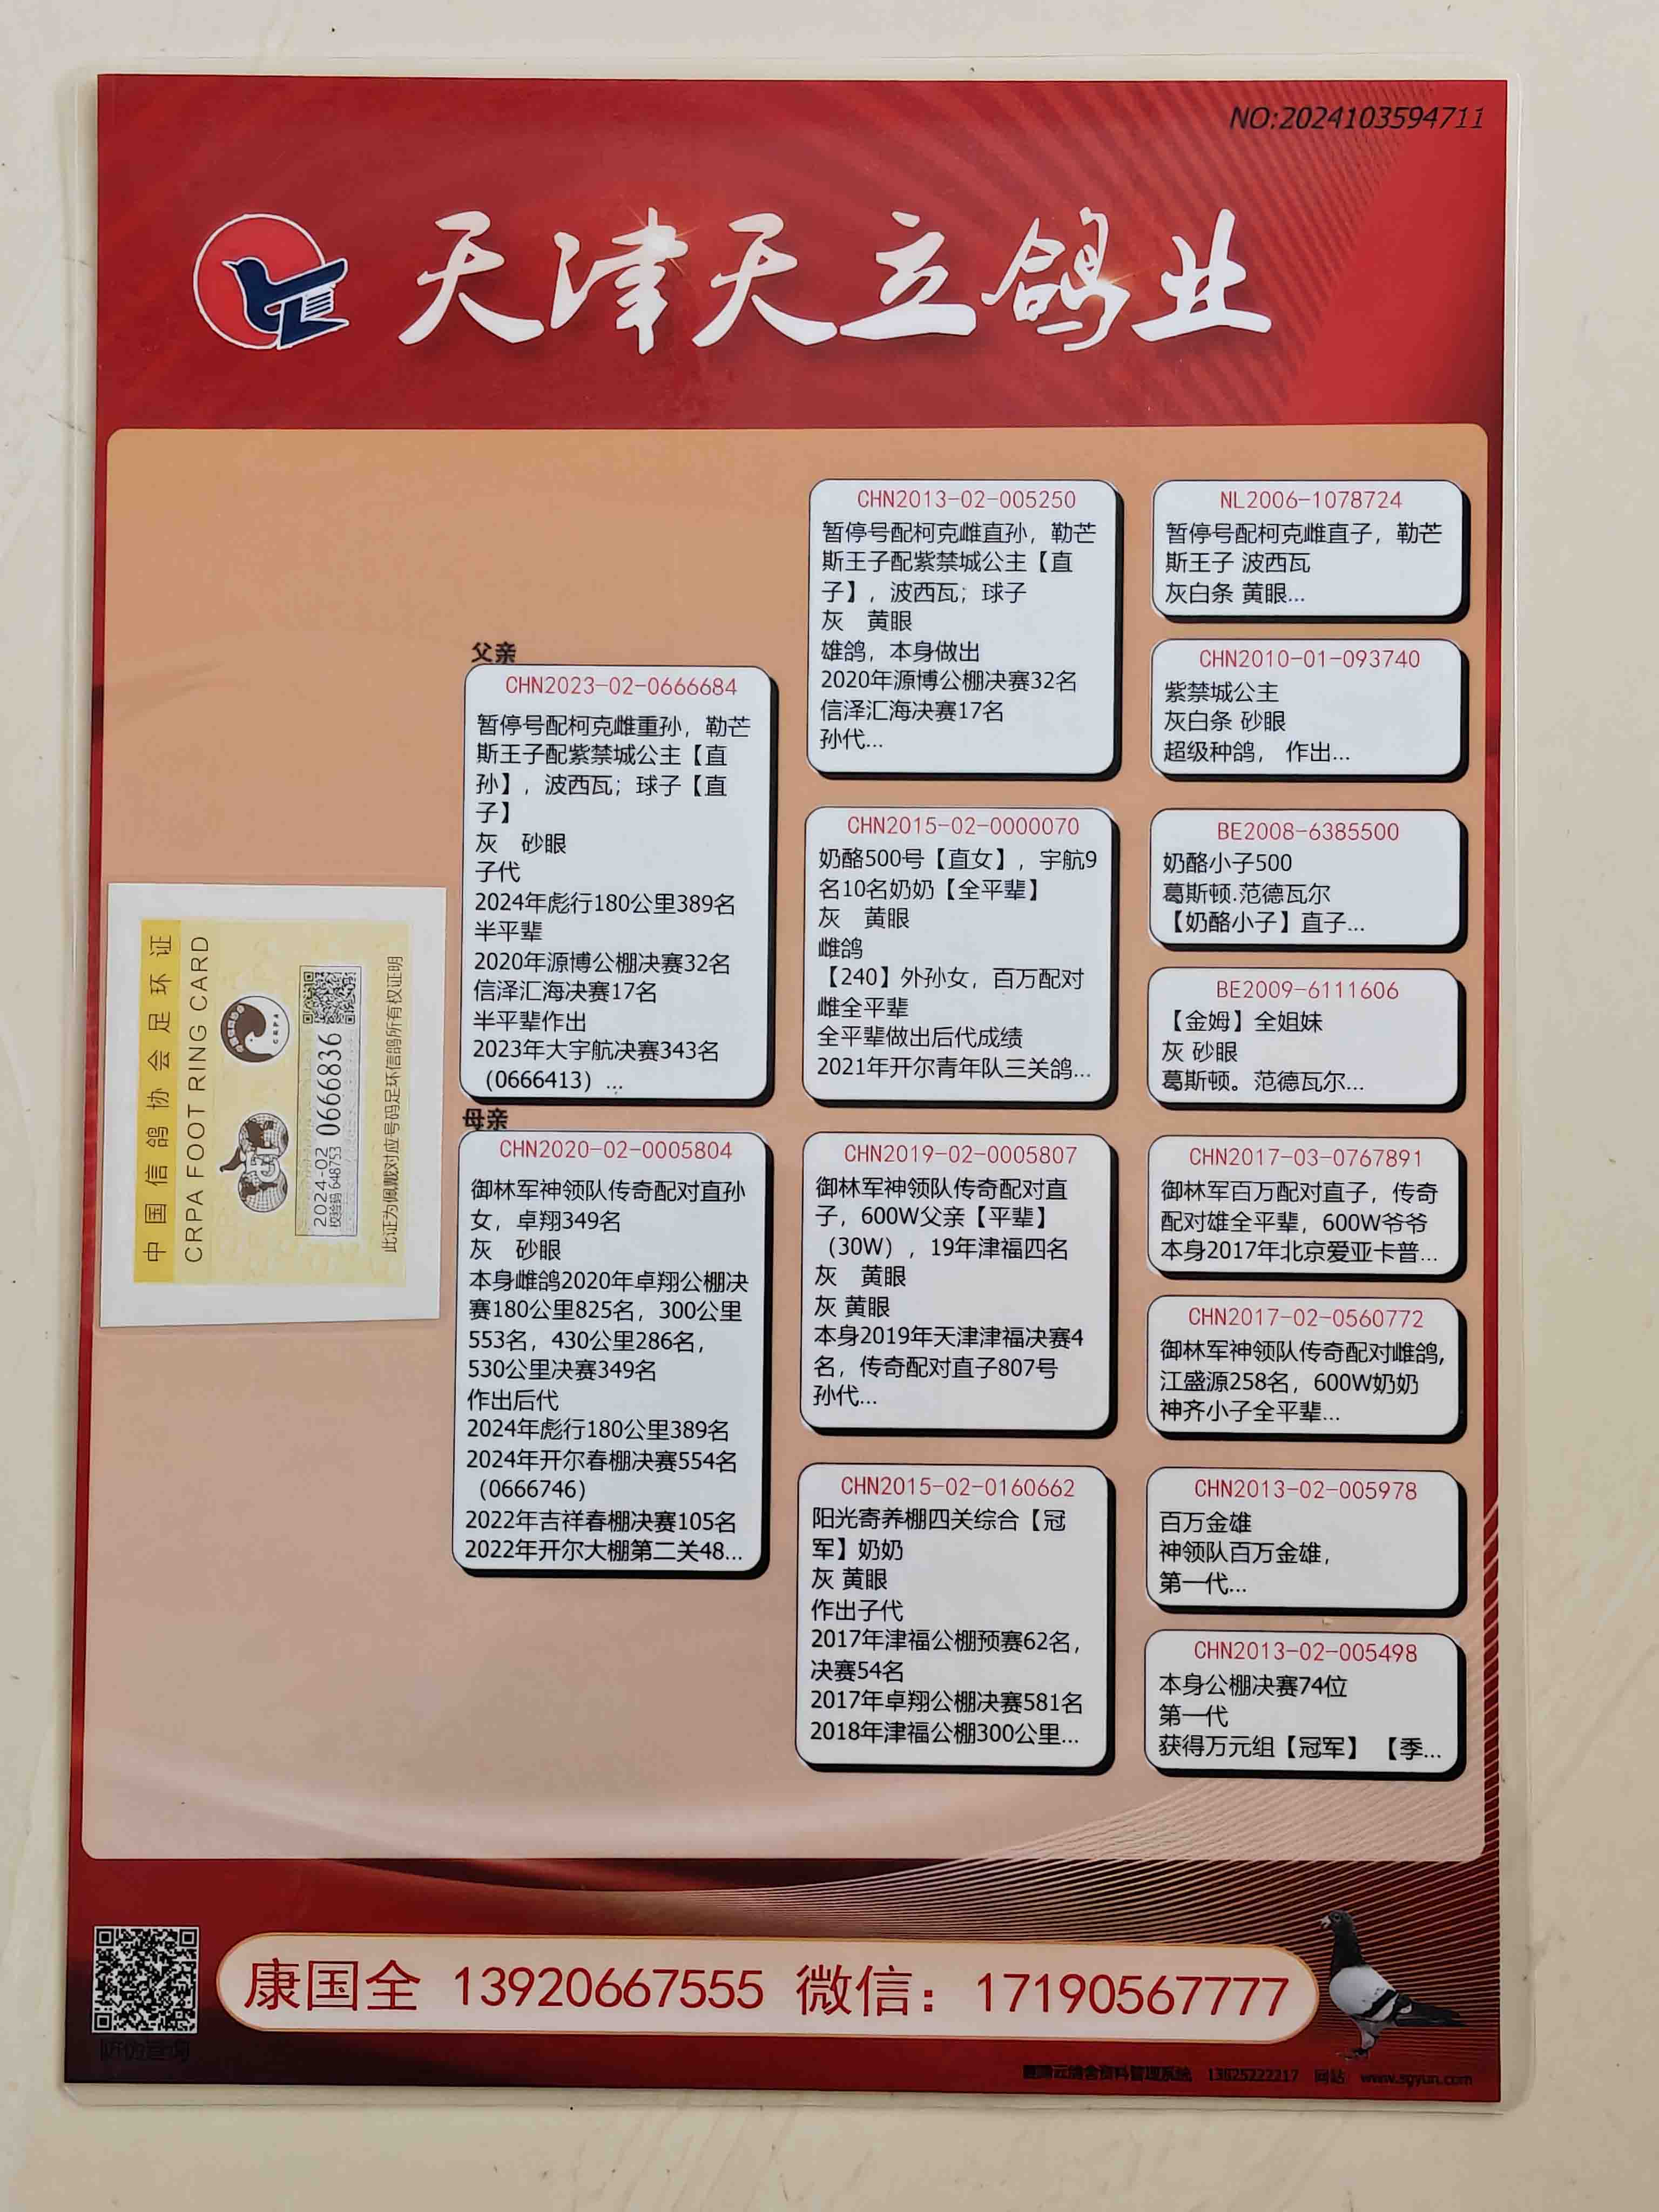 NO:2024103594711
天津天立鸽业
中国信鸽协会足环证
CRPA FOOT RING CARD
2024-02 0666836
校验码 648753
此证为佩戴对应号码足环信鸽所有权证明
父亲
CHN2023-02-0666684
暂停号配柯克雌重孙，勒芒
斯王子配紫禁城公主【直
孙】，波西瓦；球子【直
子】
灰 砂眼
子代
2024年彪行180公里389名
半平辈
2020年源博公棚决赛32名
信泽汇海决赛17名
半平辈作出
2023年大宇航决赛343名
（0666413）...
母亲
CHN2020-02-0005804
御林军神领队传奇配对直孙
女，卓翔349名
灰 砂眼
本身雌鸽2020年卓翔公棚决
赛180公里825名，300公里
553名，430公里286名，
530公里决赛349名
作出后代
2024年彪行180公里389名
2024年开尔春棚决赛554名
（0666746）
2022年吉祥春棚决赛105名
2022年开尔大棚第二关48...
CHN2013-02-005250
暂停号配柯克雌直孙，勒芒
斯王子配紫禁城公主【直
子】，波西瓦；球子
灰 黄眼
雄鸽，本身做出
2020年源博公棚决赛32名
信泽汇海决赛17名
孙代...
CHN2015-02-0000070
奶酪500号【直女】，宇航9
名10名奶奶【全平辈】
灰 黄眼
雌鸽
【240】外孙女，百万配对
雌全平辈
全平辈做出后代成绩
2021年开尔青年队三关鸽...
CHN2019-02-0005807
御林军神领队传奇配对直
子，600W父亲【平辈】
（30W），19年津福四名
灰 黄眼
灰 黄眼
本身2019年天津津福决赛4
名，传奇配对直子807号
孙代...
CHN2015-02-0160662
阳光寄养棚四关综合【冠
军】奶奶
灰 黄眼
作出子代
2017年津福公棚预赛62名，
决赛54名
2017年卓翔公棚决赛581名
2018年津福公棚300公里...
NL2006-1078724
暂停号配柯克雌直子，勒芒
斯王子 波西瓦
灰白条 黄眼...
CHN2010-01-093740
紫禁城公主
灰白条 砂眼
超级种鸽， 作出...
BE2008-6385500
奶酪小子500
葛斯顿.范德瓦尔
【奶酪小子】直子...
BE2009-6111606
【金姆】全姐妹
灰 砂眼
葛斯顿。范德瓦尔...
CHN2017-03-0767891
御林军百万配对直子，传奇
配对雄全平辈，600W爷爷
本身2017年北京爱亚卡普...
CHN2017-02-0560772
御林军神领队传奇配对雌鸽，
江盛源258名，600W奶奶
神齐小子全平辈...
CHN2013-02-005978
百万金雄
神领队百万金雄，
第一代...
CHN2013-02-005498
本身公棚决赛74位
第一代
获得万元组【冠军】 【季...
康国全 13920667555 微信：17190567777
防伪查询
云鸽舍资料管理系统 13625222217 网站 www.sgyun.com